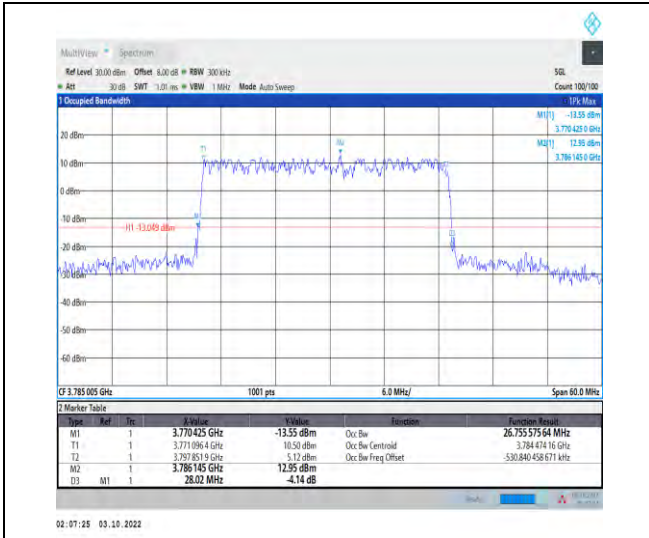 MultiView Spectrum
Ref Level 30.00 dBm Offset 8.00 dB RBW 300 kHz SGL
Att 30 dB SWT 1.01 ms VBW 1 MHz Mode Auto Sweep Count 100/100
1 Occupied Bandwidth 1Pk Max
M1[1] -13.55 dBm
3.770 425 0 GHz
M2[1] 12.95 dBm
3.786 145 0 GHz
20 dBm
T1 M2
10 dBm
0 dBm
-10 dBm
H1 -13.049 dBm
-20 dBm
-30 dBm
-40 dBm
-50 dBm
-60 dBm
CF 3.785 005 GHz 1001 pts 6.0 MHz/ Span 60.0 MHz
2 Marker Table
Type Ref Trc X-Value Y-Value Function Function Result
M1 1 3.770 425 GHz -13.55 dBm Occ Bw 26.755 575 64 MHz
T1 1 3.771 096 4 GHz 10.50 dBm Occ Bw Centroid 3.784 474 16 GHz
T2 1 3.797 851 9 GHz 5.12 dBm Occ Bw Freq Offset -530.840 458 671 kHz
M2 1 3.786 145 GHz 12.95 dBm
D3 M1 1 28.02 MHz -4.14 dB
02:07:25 03.10.2022